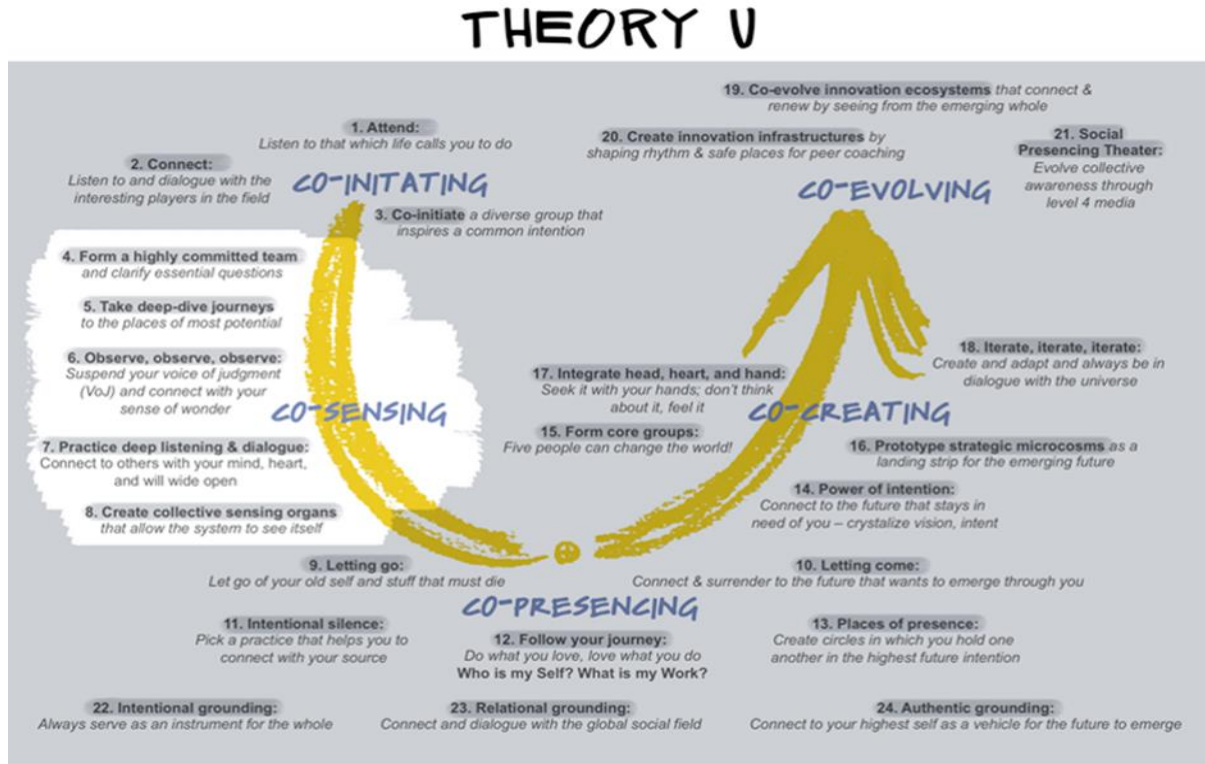 THEORY U
19. Co-evolve innovation ecosystems that connect &
renew by seeing from the emerging whole
1. Attend:
Listen to that which life calls you to do
20. Create innovation infrastructures by
shaping rhythm & safe places for peer coaching
21. Social
Presencing Theater:
Evolve collective
awareness through
level 4 media
2. Connect:
Listen to and dialogue with the
interesting players in the field
CO-INITATING
CO-EVOLVING
3. Co-initiate a diverse group that
inspires a common intention
4. Form a highly committed team
and clarify essential questions
5. Take deep-dive journeys
to the places of most potential
6. Observe, observe, observe:
Suspend your voice of judgment
(VoJ) and connect with your
sense of wonder
CO-SENSING
7. Practice deep listening & dialogue:
Connect to others with your mind, heart,
and will wide open
8. Create collective sensing organs
that allow the system to see itself
18. Iterate, iterate, iterate:
Create and adapt and always be in
dialogue with the universe
17. Integrate head, heart, and hand:
Seek it with your hands; don't think
about it, feel it
CO-CREATING
15. Form core groups:
Five people can change the world!
16. Prototype strategic microcosms as a
landing strip for the emerging future
14. Power of intention:
Connect to the future that stays in
need of you – crystalize vision, intent
9. Letting go:
Let go of your old self and stuff that must die
10. Letting come:
Connect & surrender to the future that wants to emerge through you
CO-PRESENCING
11. Intentional silence:
Pick a practice that helps you to
connect with your source
12. Follow your journey:
Do what you love, love what you do
Who is my Self? What is my Work?
13. Places of presence:
Create circles in which you hold one
another in the highest future intention
22. Intentional grounding:
Always serve as an instrument for the whole
23. Relational grounding:
Connect and dialogue with the global social field
24. Authentic grounding:
Connect to your highest self as a vehicle for the future to emerge